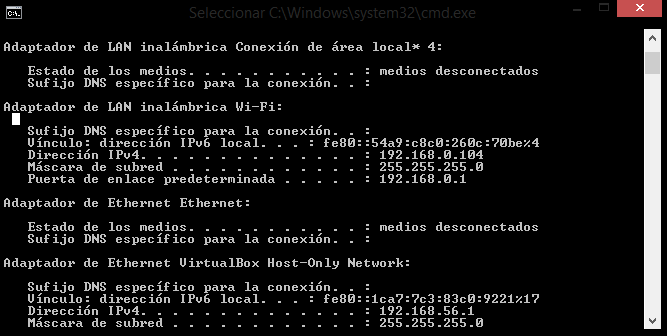 Seleccionar C:\Windows\system32\cmd.exe
Adaptador de LAN inalámbrica Conexión de área local* 4:
Estado de los medios. . . . . . . . . . . : medios desconectados
Sufijo DNS específico para la conexión. . :
Adaptador de LAN inalámbrica Wi-Fi:
Sufijo DNS específico para la conexión. . :
Vínculo: dirección IPv6 local. . . : fe80::54a9:c8c0:260c:70be%4
Dirección IPv4. . . . . . . . . . . . . . : 192.168.0.104
Máscara de subred . . . . . . . . . . . . : 255.255.255.0
Puerta de enlace predeterminada . . . . . : 192.168.0.1
Adaptador de Ethernet Ethernet:
Estado de los medios. . . . . . . . . . . : medios desconectados
Sufijo DNS específico para la conexión. . :
Adaptador de Ethernet VirtualBox Host-Only Network:
Sufijo DNS específico para la conexión. . :
Vínculo: dirección IPv6 local. . . : fe80::1ca7:7c3:83c0:9221%17
Dirección IPv4. . . . . . . . . . . . . . : 192.168.56.1
Máscara de subred . . . . . . . . . . . . : 255.255.255.0